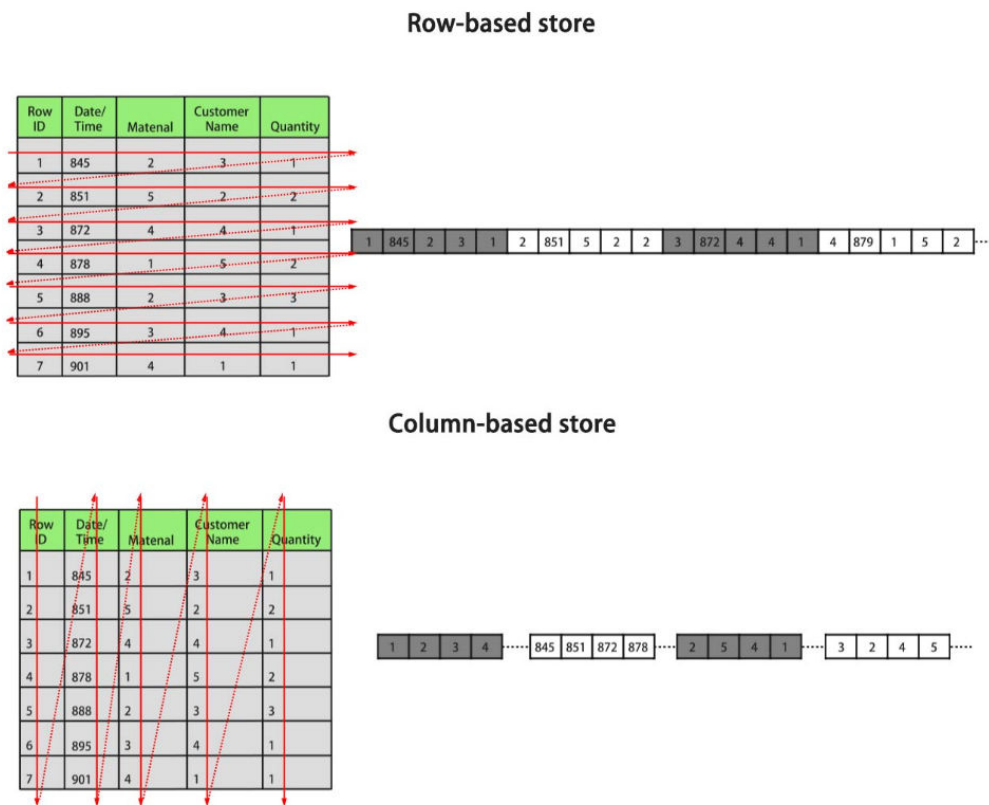 Row-based store
Row ID Date/Time Matenal Customer Name Quantity
1 845 2 3 1
2 851 5 2 2
3 872 4 4 1
4 878 1 5 2
5 888 2 3 3
6 895 3 4 1
7 901 4 1 1
1 845 2 3 1 2 851 5 2 2 3 872 4 4 1 4 879 1 5 2
Column-based store
Row ID Date/Time Matenal Customer Name Quantity
1 845 2 3 1
2 851 5 2 2
3 872 4 4 1
4 878 1 5 2
5 888 2 3 3
6 895 3 4 1
7 901 4 1 1
1 2 3 4 845 851 872 878 2 5 4 1 3 2 4 5